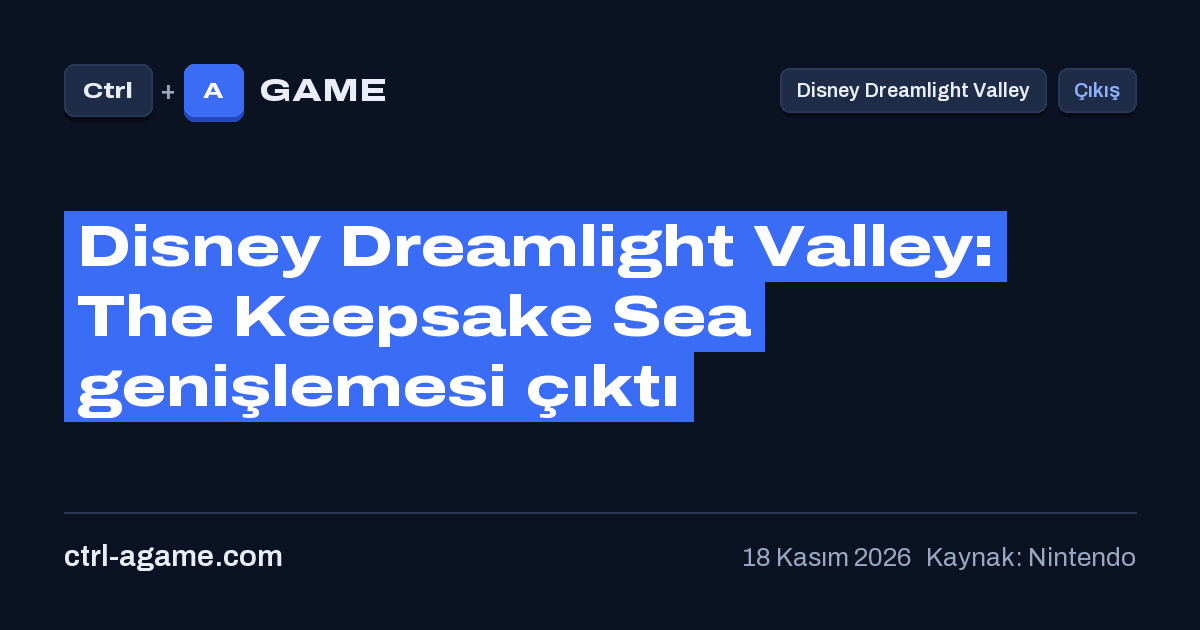 Ctrl + A GAME
Disney Dreamlight Valley
Çıkış
Disney Dreamlight Valley:
The Keepsake Sea
genişlemesi çıktı
ctrl-agame.com
18 Kasım 2026 Kaynak: Nintendo